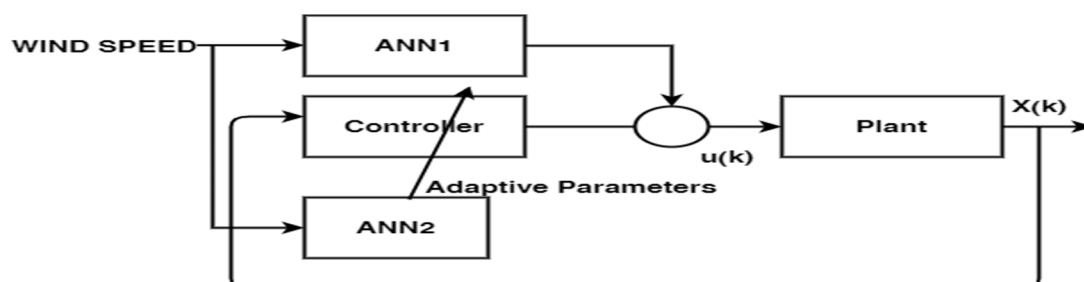 WIND SPEED
ANN1
Controller
Adaptive Parameters
ANN2
u(k)
Plant
X(k)